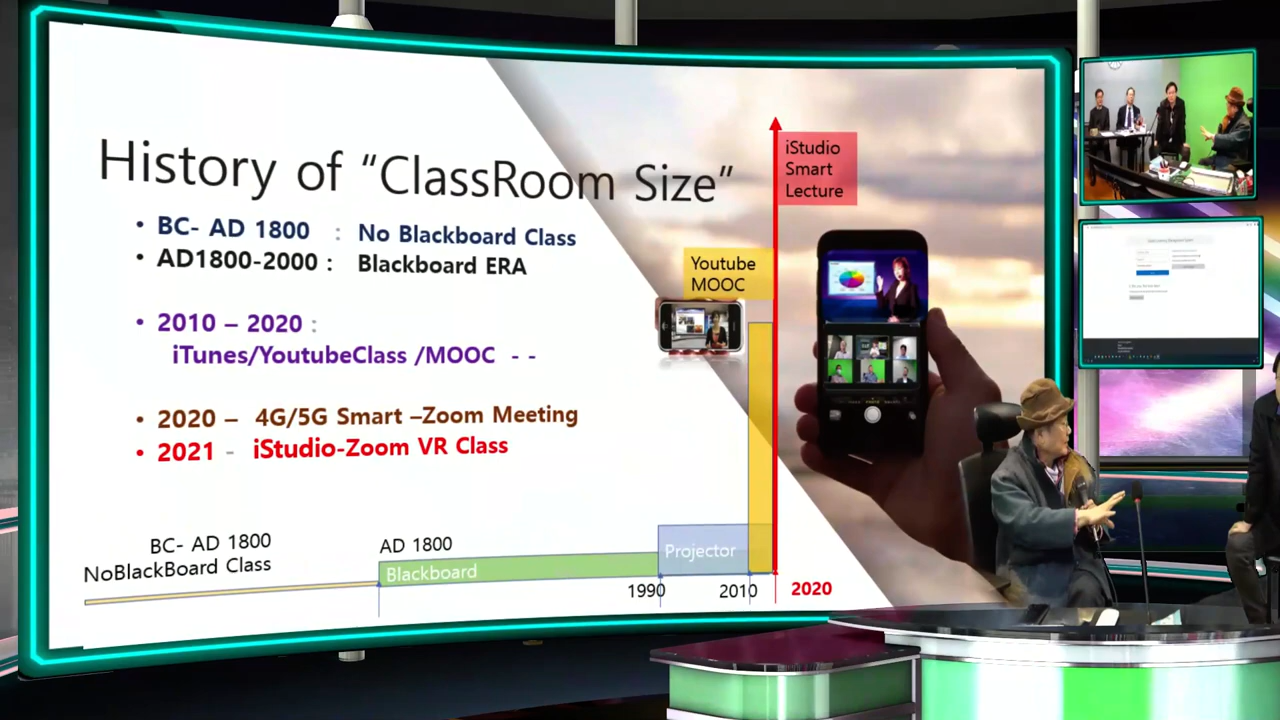 History of “ClassRoom Size”
• BC- AD 1800 : No Blackboard Class
• AD1800-2000 : Blackboard ERA
• 2010 – 2020 :
iTunes/YoutubeClass /MOOC - -
• 2020 – 4G/5G Smart –Zoom Meeting
• 2021 - iStudio-Zoom VR Class
iStudio
Smart
Lecture
Youtube
MOOC
BC- AD 1800
NoBlackBoard Class
AD 1800
Blackboard
Projector
1990
2010
2020